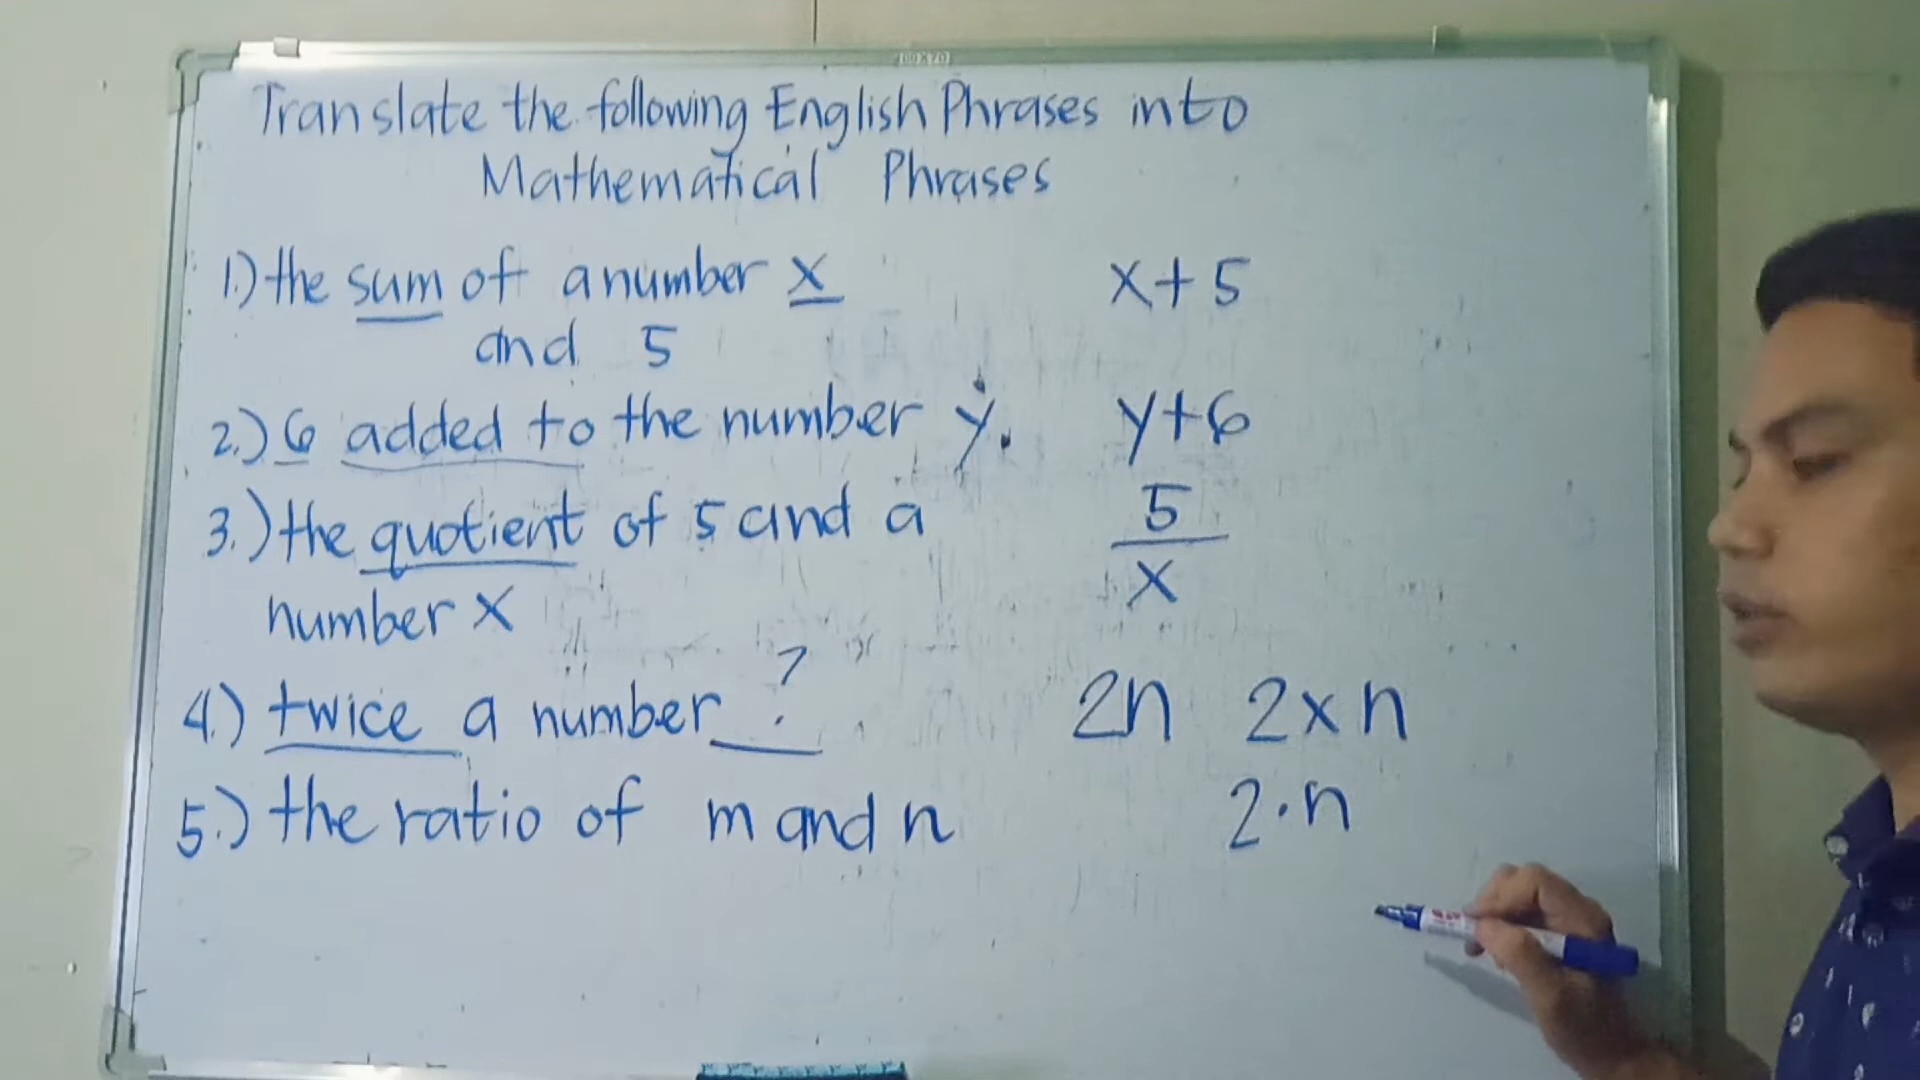 Translate the following English Phrases into
Mathematical Phrases
1.) the sum of a number x
and 5
x+5
2.) 6 added to the number y.
y+6
3.) the quotient of 5 and a
number x
5
x
4.) twice a number ?
2n 2xn
2·n
5.) the ratio of m and n